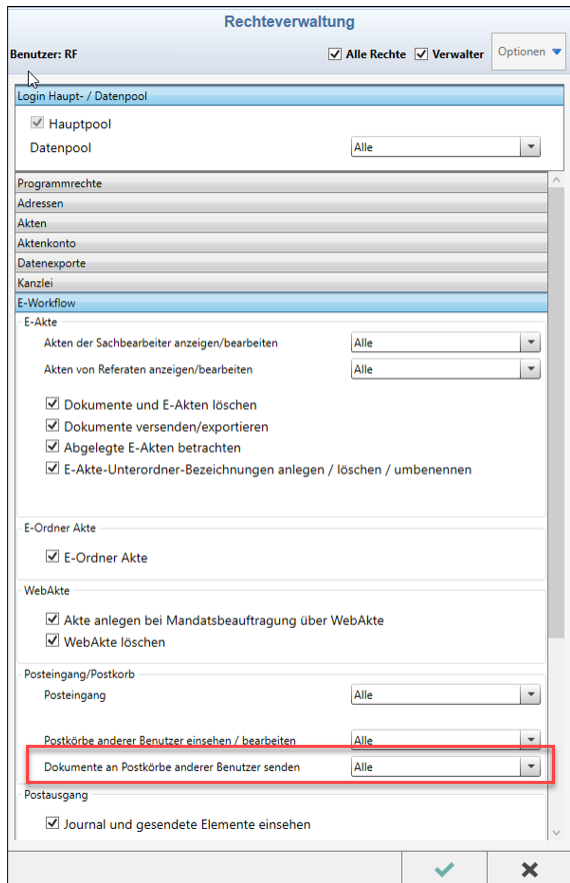 Rechteverwaltung
Benutzer: RF
Alle Rechte
Verwalter
Optionen
Login Haupt- / Datenpool
Hauptpool
Datenpool
Alle
Programmrechte
Adressen
Akten
Aktenkonto
Datenexporte
Kanzlei
E-Workflow
E-Akte
Akten der Sachbearbeiter anzeigen/bearbeiten
Alle
Akten von Referaten anzeigen/bearbeiten
Alle
Dokumente und E-Akten löschen
Dokumente versenden/exportieren
Abgelegte E-Akten betrachten
E-Akte-Unterordner-Bezeichnungen anlegen / löschen / umbenennen
E-Ordner Akte
E-Ordner Akte
WebAkte
Akte anlegen bei Mandatsbeauftragung über WebAkte
WebAkte löschen
Posteingang/Postkorb
Posteingang
Alle
Postkörbe anderer Benutzer einsehen / bearbeiten
Alle
Dokumente an Postkörbe anderer Benutzer senden
Alle
Postausgang
Journal und gesendete Elemente einsehen